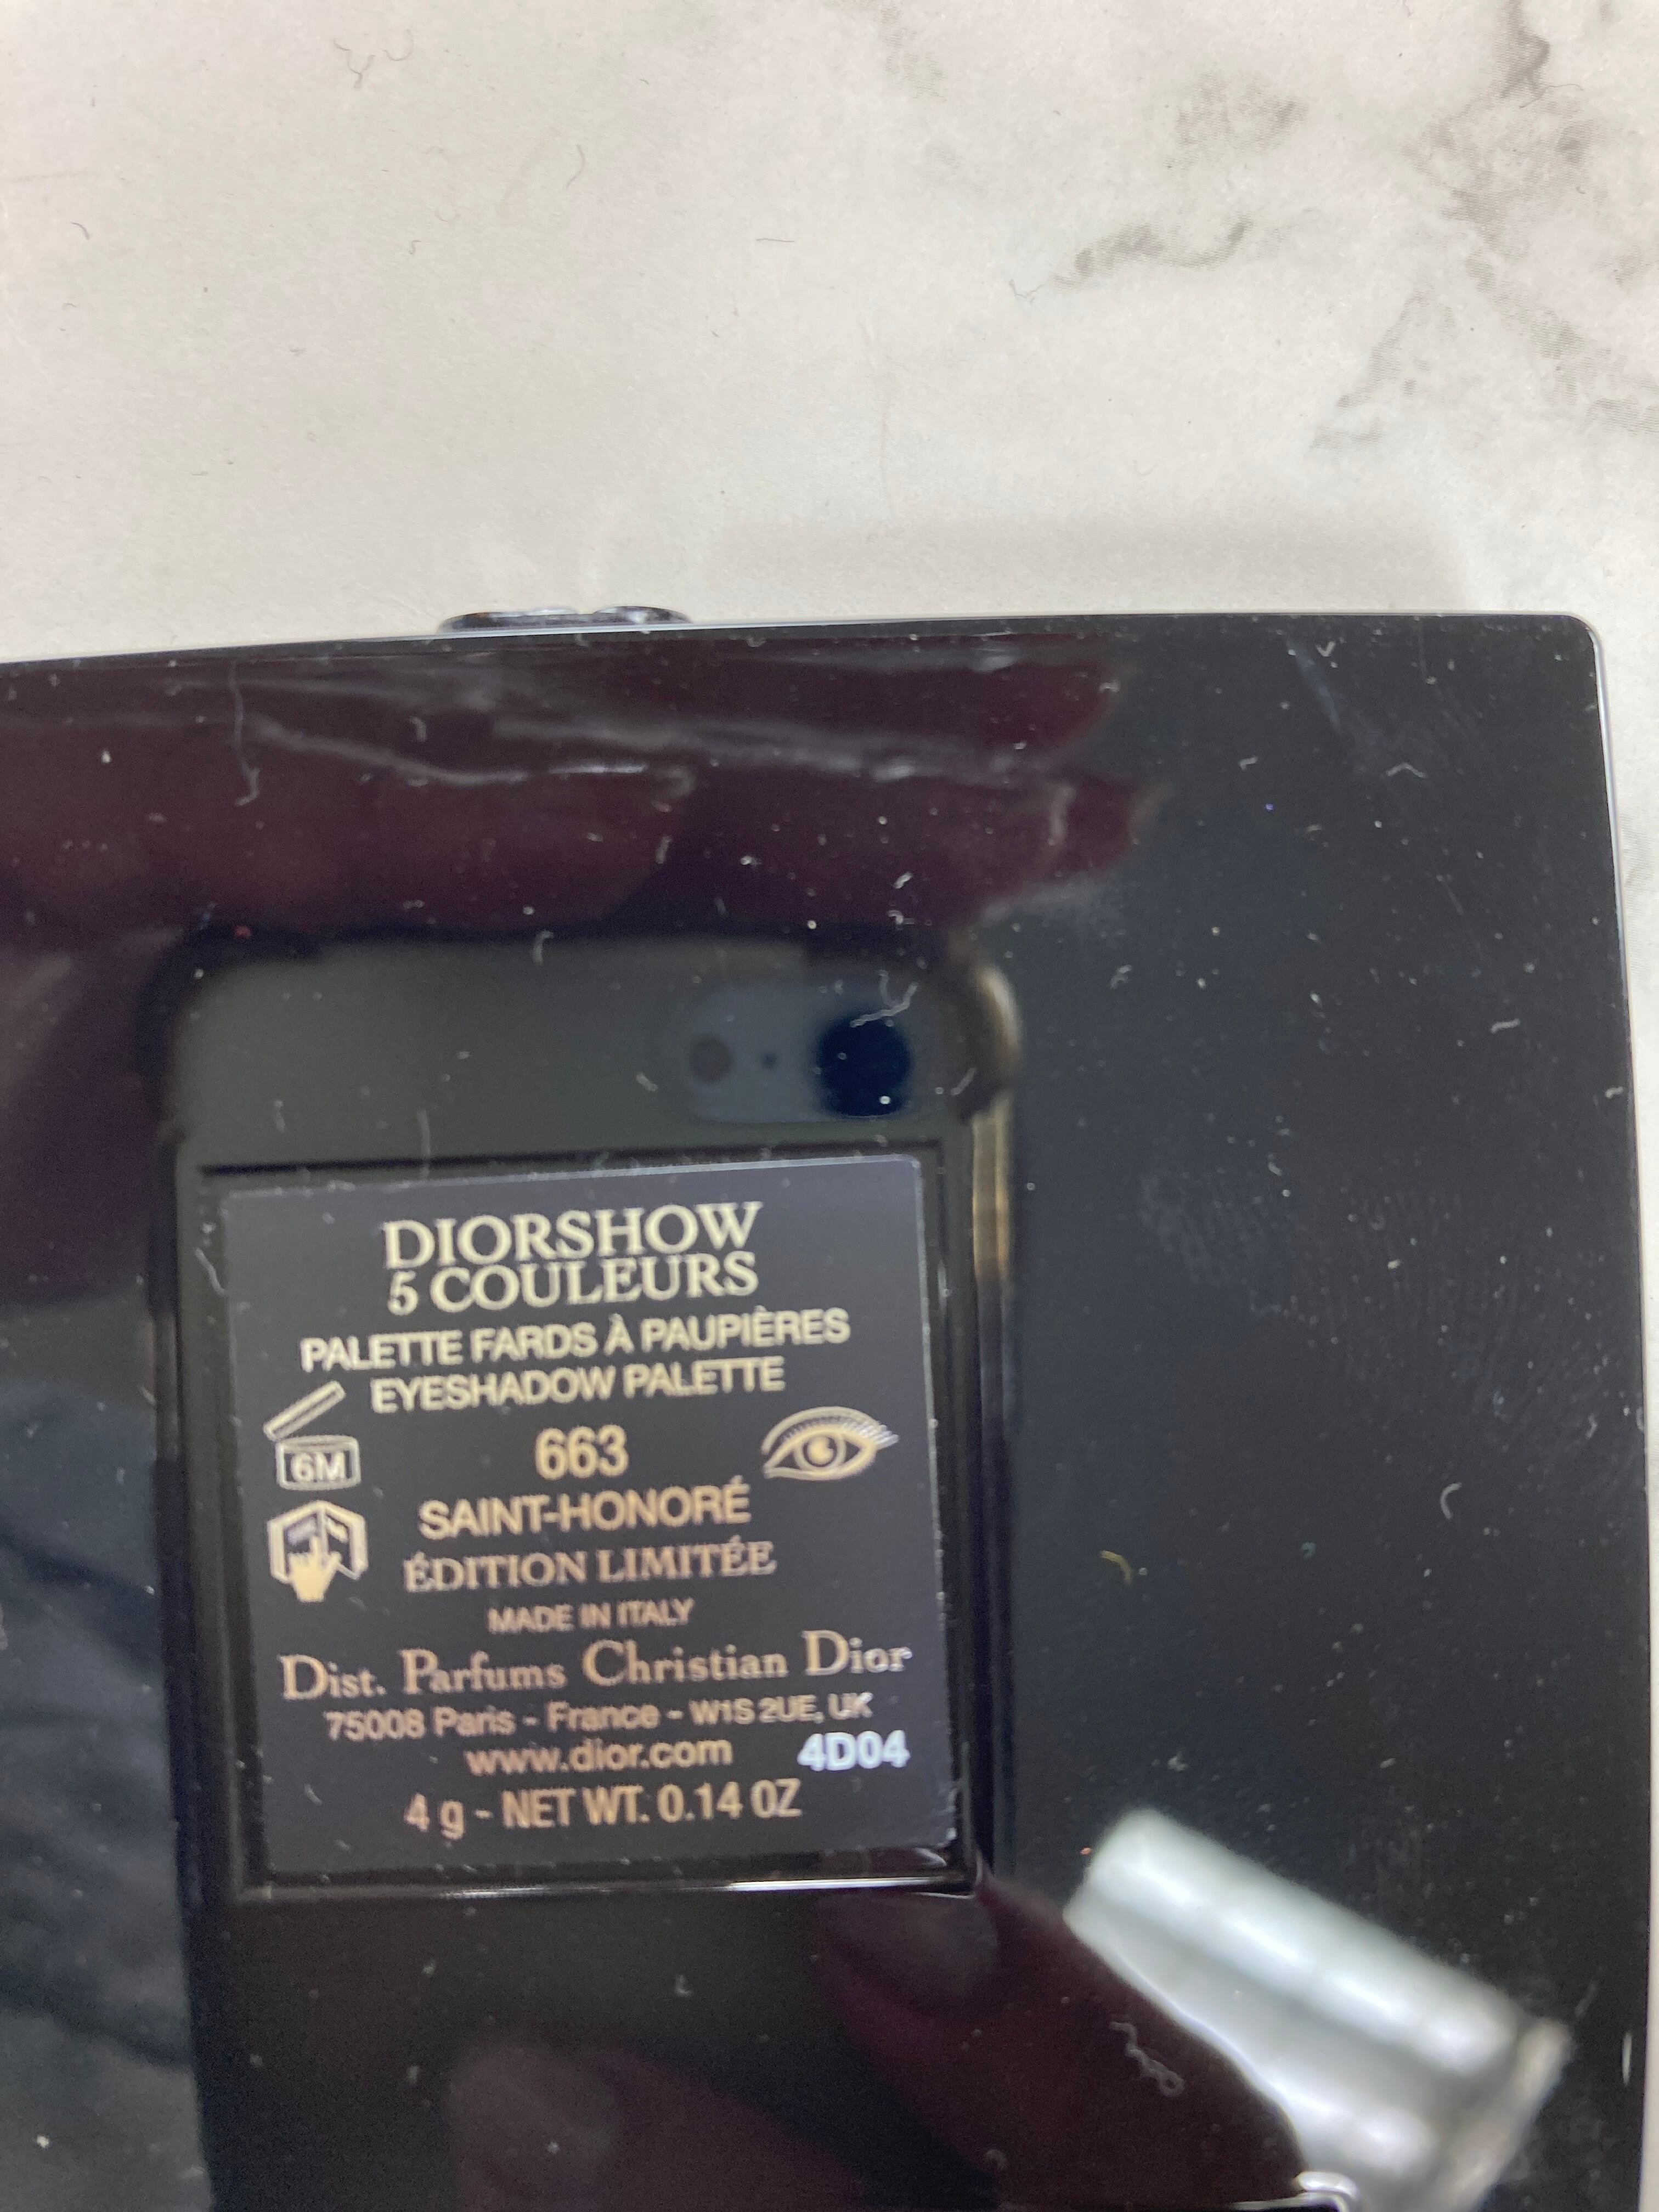 DIORSHOW
5 COULEURS
PALETTE FARDS À PAUPIÈRES
EYESHADOW PALETTE
6M
663
SAINT-HONORÉ
ÉDITION LIMITÉE
MADE IN ITALY
Dist. Parfums Christian Dior
75008 Paris - France - W1S 2UE, UK
www.dior.com 4D04
4 g - NET WT. 0.14 OZ